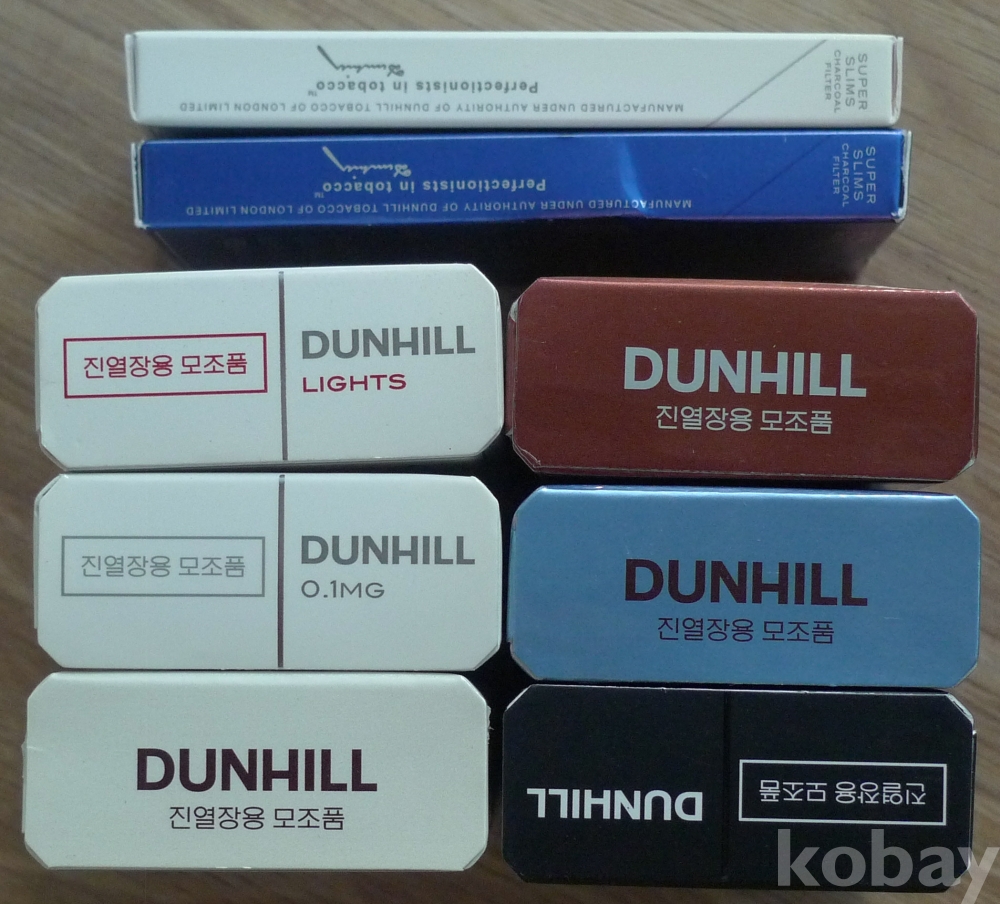 SUPER
SLIMS
CHARCOAL
FILTER
Dunhill
Perfectionists in tobacco™
MANUFACTURED UNDER AUTHORITY OF DUNHILL TOBACCO OF LONDON LIMITED
SUPER
SLIMS
CHARCOAL
FILTER
Dunhill
Perfectionists in tobacco™
MANUFACTURED UNDER AUTHORITY OF DUNHILL TOBACCO OF LONDON LIMITED
진열장용 모조품
DUNHILL
LIGHTS
DUNHILL
진열장용 모조품
진열장용 모조품
DUNHILL
0.1MG
DUNHILL
진열장용 모조품
DUNHILL
진열장용 모조품
진열장용 모조품
DUNHILL
kobay